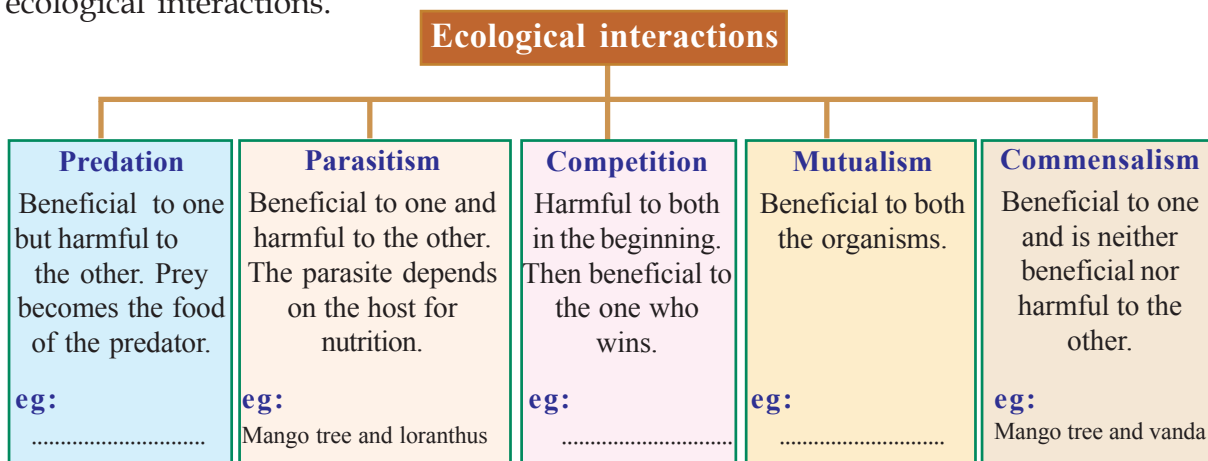 ecological interactions.
Ecological interactions
Predation
Beneficial to one
but harmful to
the other. Prey
becomes the food
of the predator.
eg:
..............................
Parasitism
Beneficial to one and
harmful to the other.
The parasite depends
on the host for
nutrition.
eg:
Mango tree and loranthus
Competition
Harmful to both
in the beginning.
Then beneficial to
the one who
wins.
eg:
..............................
Mutualism
Beneficial to both
the organisms.
eg:
............................
Commensalism
Beneficial to one
and is neither
beneficial nor
harmful to the
other.
eg:
Mango tree and vanda